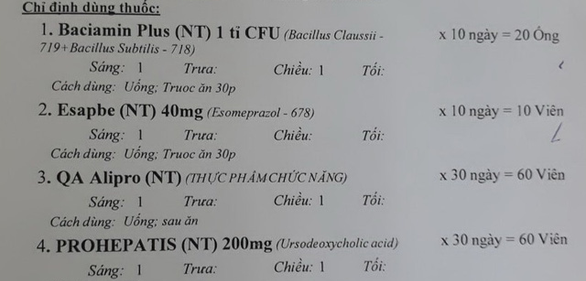 Chỉ định dùng thuốc:
1. Baciamin Plus (NT) 1 tỉ CFU (Bacillus Claussii - x 10 ngày = 20 Ống
719+Bacillus Subtilis - 718)
Sáng: 1 Trưa: Chiều: 1 Tối:
Cách dùng: Uống; Truoc ăn 30p
2. Esapbe (NT) 40mg (Esomeprazol - 678) x 10 ngày = 10 Viên
Sáng: 1 Trưa: Chiều: Tối:
Cách dùng: Uống; Truoc ăn 30p
3. QA Alipro (NT) (THỰC PHẨM CHỨC NĂNG) x 30 ngày = 60 Viên
Sáng: 1 Trưa: Chiều: 1 Tối:
Cách dùng: Uống; sau ăn
4. PROHEPATIS (NT) 200mg (Ursodeoxycholic acid) x 30 ngày = 60 Viên
Sáng: 1 Trưa: Chiều: 1 Tối: